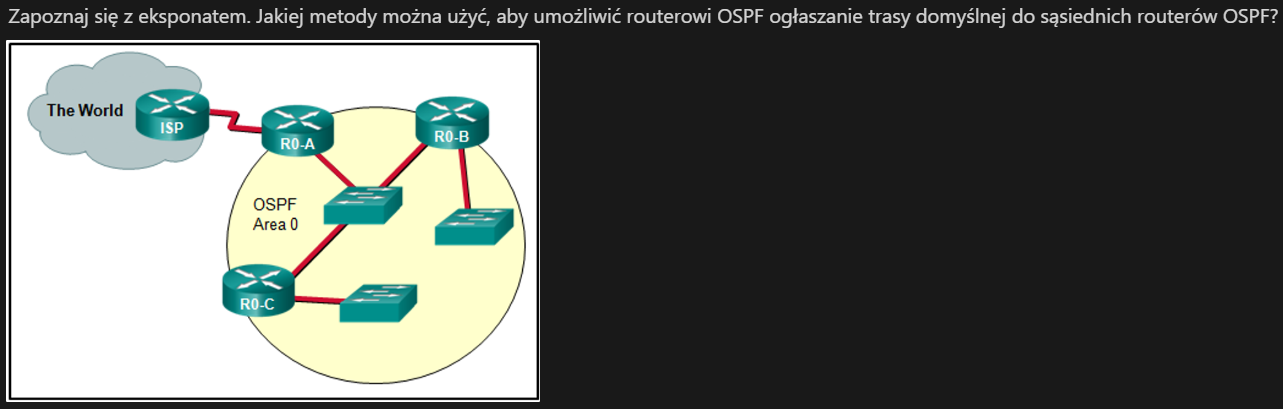 Zapoznaj się z eksponatem. Jakiej metody można użyć, aby umożliwić routerowi OSPF ogłaszanie trasy domyślnej do sąsiednich routerów OSPF?
The World
ISP
R0-A
R0-B
OSPF
Area 0
R0-C